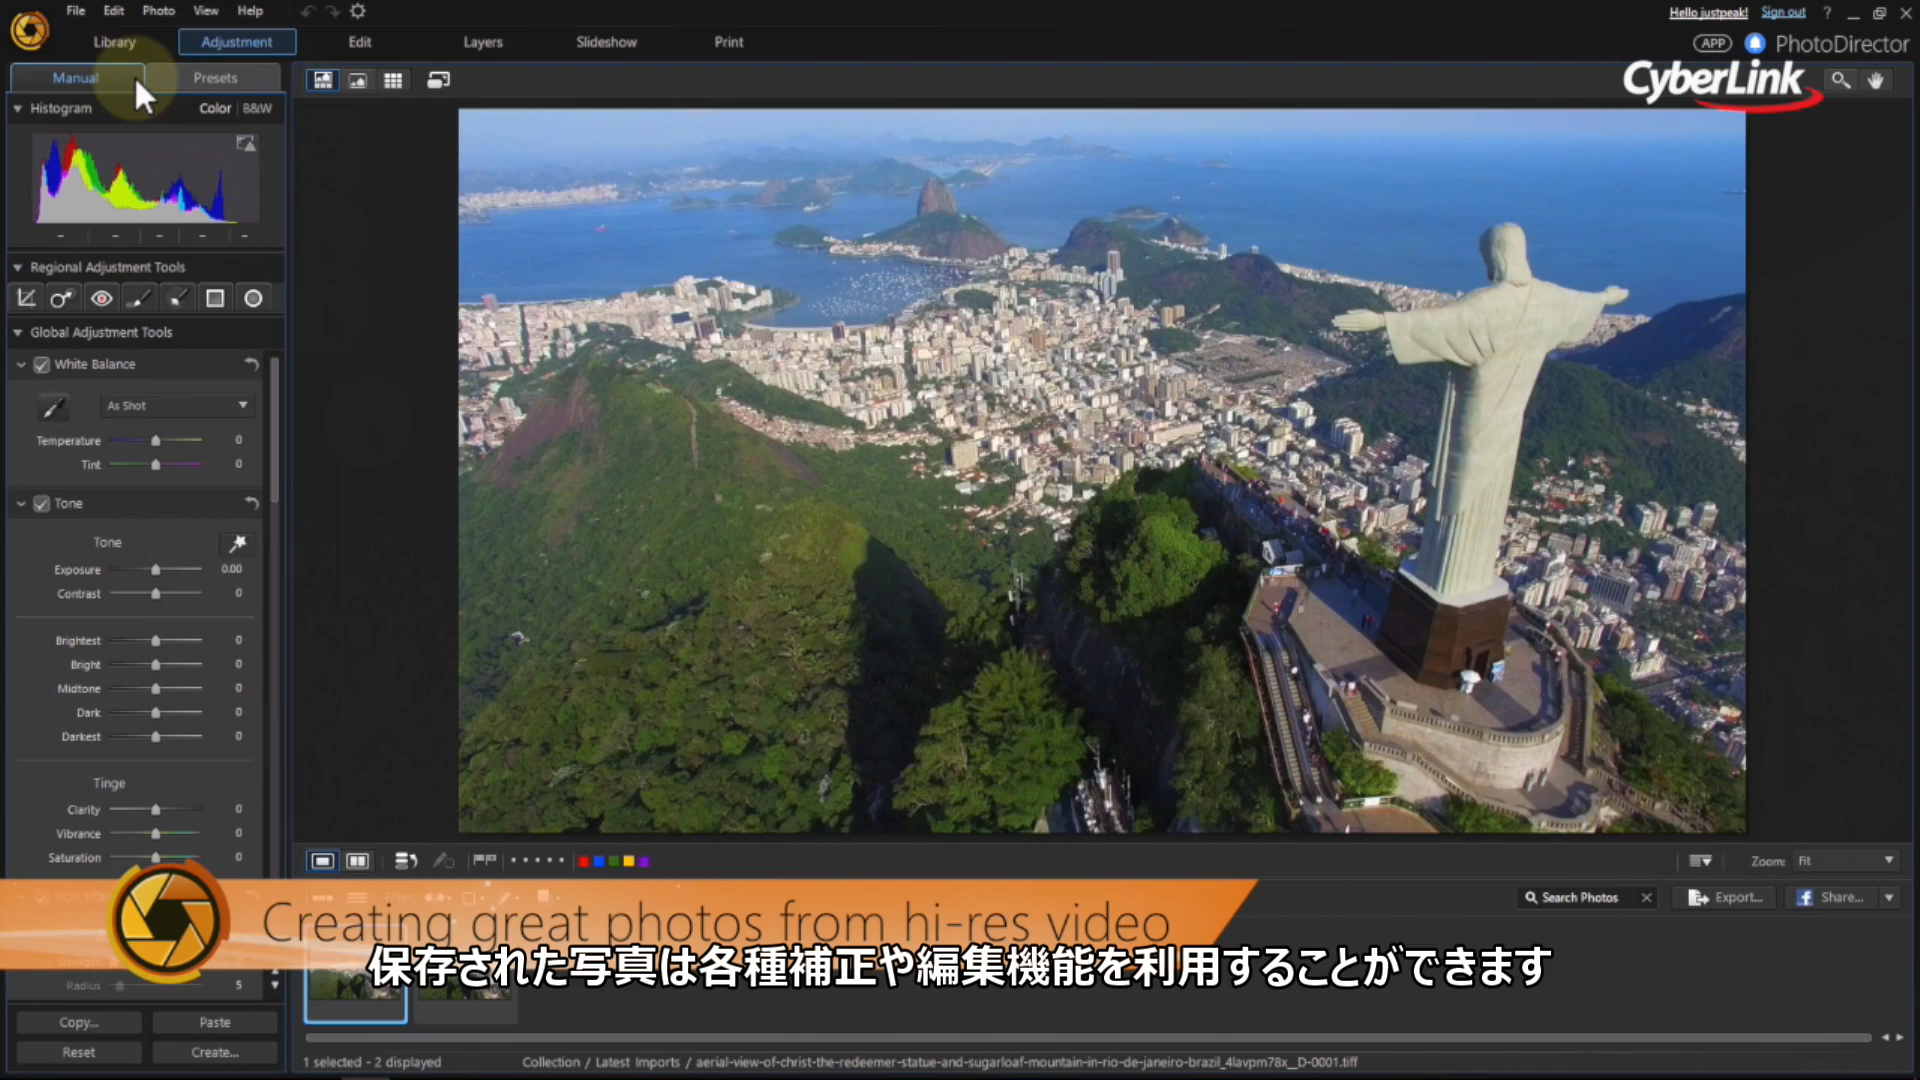 File Edit Photo View Help
Hello justpeak! Sign out ?
Library Adjustment Edit Layers Slideshow Print
APP PhotoDirector
Manual Presets
CyberLink
Histogram Color B&W
Regional Adjustment Tools
Global Adjustment Tools
White Balance
As Shot
Temperature 0
Tint 0
Tone
Tone
Exposure 0.00
Contrast 0
Brightest 0
Bright 0
Midtone 0
Dark 0
Darkest 0
Tinge
Clarity 0
Vibrance 0
Saturation 0
Zoom: Fit
Search Photos Export... Share...
Creating great photos from hi-res video
保存された写真は各種補正や編集機能を利用することができます
Radius 5
Copy... Paste
Reset Create...
1 selected - 2 displayed Collection / Latest Imports / aerial-view-of-christ-the-redeemer-statue-and-sugarloaf-mountain-in-rio-de-janeiro-brazil_4lavpm78x__D-0001.tiff